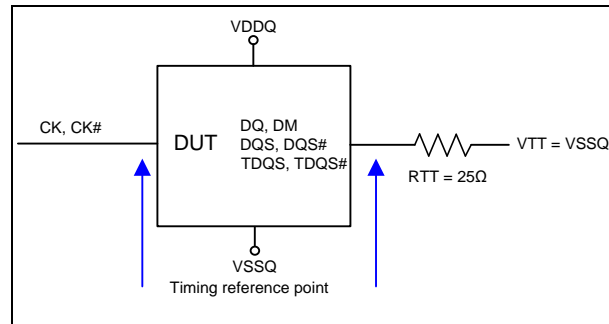 VDDQ
CK, CK#
DUT
DQ, DM
DQS, DQS#
TDQS, TDQS#
VTT = VSSQ
RTT = 25Ω
VSSQ
Timing reference point